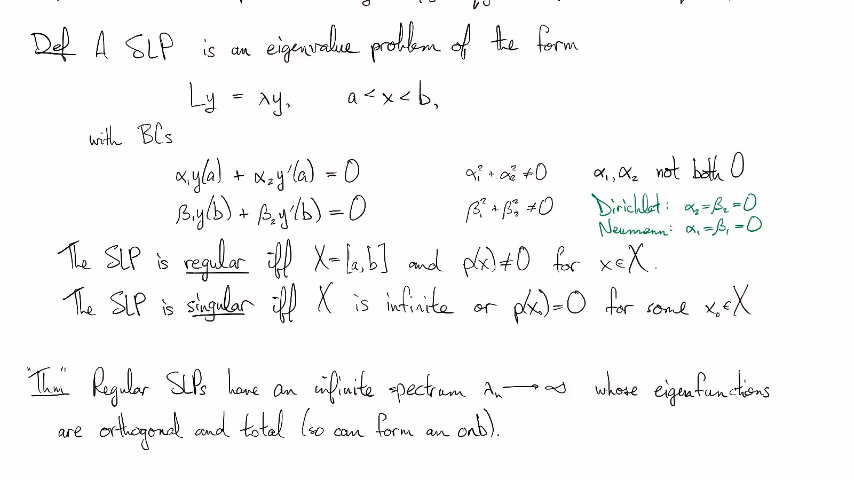 Def A SLP is an eigenvalue problem of the form
Ly = λy, a < x < b,
with BCs
α₁y(a) + α₂y'(a) = 0 α₁² + α₂² ≠ 0 α₁, α₂ not both 0
β₁y(b) + β₂y'(b) = 0 β₁² + β₂² ≠ 0 Dirichlet: α₂ = β₂ = 0
Neumann: α₁ = β₁ = 0
The SLP is regular iff X = [a,b] and p(x) ≠ 0 for x ∈ X.
The SLP is singular iff X is infinite or p(x₀) = 0 for some x₀ ∈ X
"Thm" Regular SLPs have an infinite spectrum λₙ → ∞ whose eigenfunctions
are orthogonal and total (so can form an onb).